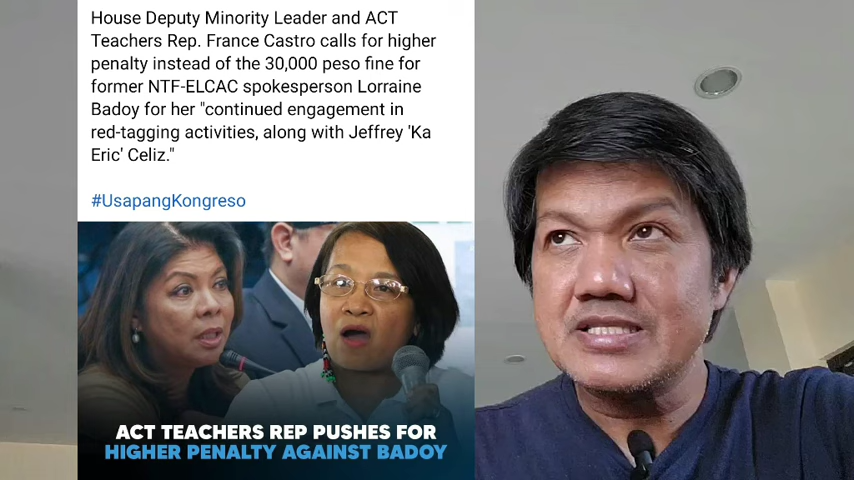 House Deputy Minority Leader and ACT
Teachers Rep. France Castro calls for higher
penalty instead of the 30,000 peso fine for
former NTF-ELCAC spokesperson Lorraine
Badoy for her "continued engagement in
red-tagging activities, along with Jeffrey 'Ka
Eric' Celiz."
#UsapangKongreso
ACT TEACHERS REP PUSHES FOR
HIGHER PENALTY AGAINST BADOY